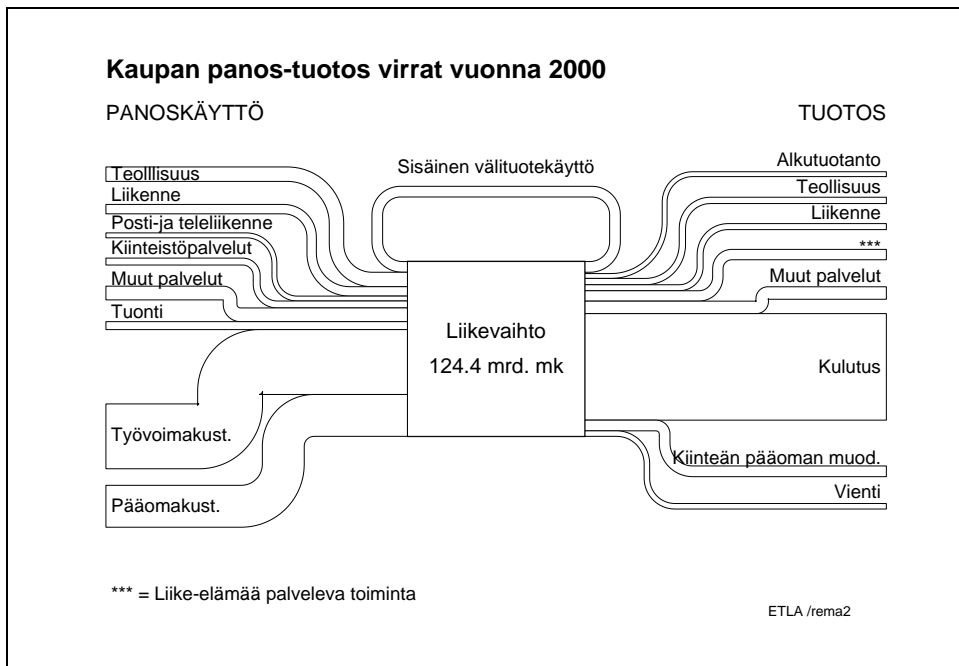 Kaupan panos-tuotos virrat vuonna 2000
PANOSKÄYTTÖ
TUOTOS
Teolllisuus
Liikenne
Posti-ja teleliikenne
Kiinteistöpalvelut
Muut palvelut
Tuonti
Työvoimakust.
Pääomakust.
Sisäinen välituotekäyttö
Liikevaihto
124.4 mrd. mk
Alkutuotanto
Teollisuus
Liikenne
***
Muut palvelut
Kulutus
Kiinteän pääoman muod.
Vienti
*** = Liike-elämää palveleva toiminta
ETLA /rema2